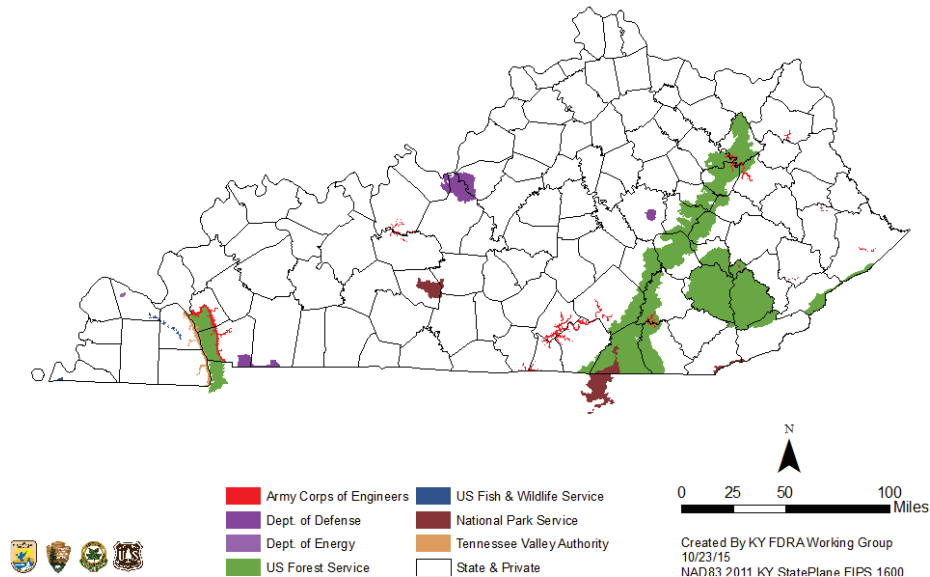 N
0 25 50 100
Miles
Army Corps of Engineers
Dept. of Defense
Dept. of Energy
US Forest Service
US Fish & Wildlife Service
National Park Service
Tennessee Valley Authority
State & Private
Created By KY FDRA Working Group
10/23/15
NAD83 2011 KY StatePlane FIPS 1600